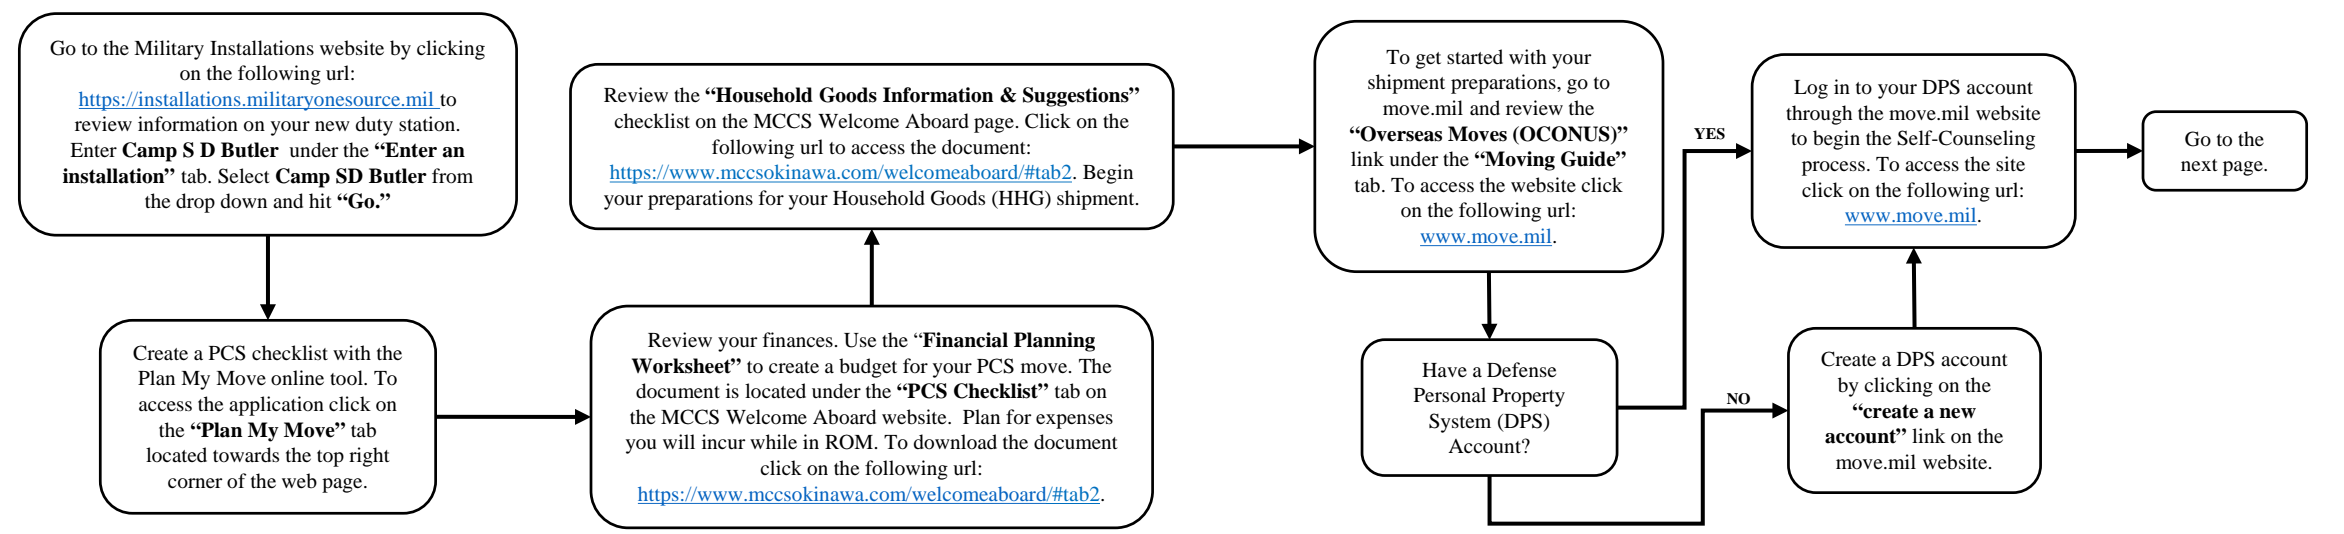 Go to the Military Installations website by clicking
on the following url:
https://installations.militaryonesource.mil to
review information on your new duty station.
Enter Camp S D Butler  under the “Enter an
installation” tab. Select Camp SD Butler from
the drop down and hit “Go.”
Create a PCS checklist with the
Plan My Move online tool. To
access the application click on
the “Plan My Move” tab
located towards the top right
corner of the web page.
Review your finances. Use the “Financial Planning
Worksheet” to create a budget for your PCS move. The
document is located under the “PCS Checklist” tab on
the MCCS Welcome Aboard website.  Plan for expenses
you will incur while in ROM. To download the document
click on the following url:
https://www.mccsokinawa.com/welcomeaboard/#tab2.
Review the “Household Goods Information & Suggestions”
checklist on the MCCS Welcome Aboard page. Click on the
following url to access the document:
https://www.mccsokinawa.com/welcomeaboard/#tab2. Begin
your preparations for your Household Goods (HHG) shipment.
To get started with your
shipment preparations, go to
move.mil and review the
“Overseas Moves (OCONUS)”
link under the “Moving Guide”
tab. To access the website click
on the following url:
www.move.mil.
Have a Defense
Personal Property
System (DPS)
Account?
YES
NO
Create a DPS account
by clicking on the
“create a new
account” link on the
move.mil website.
Log in to your DPS account
through the move.mil website
to begin the Self-Counseling
process. To access the site
click on the following url:
www.move.mil.
Go to the
next page.